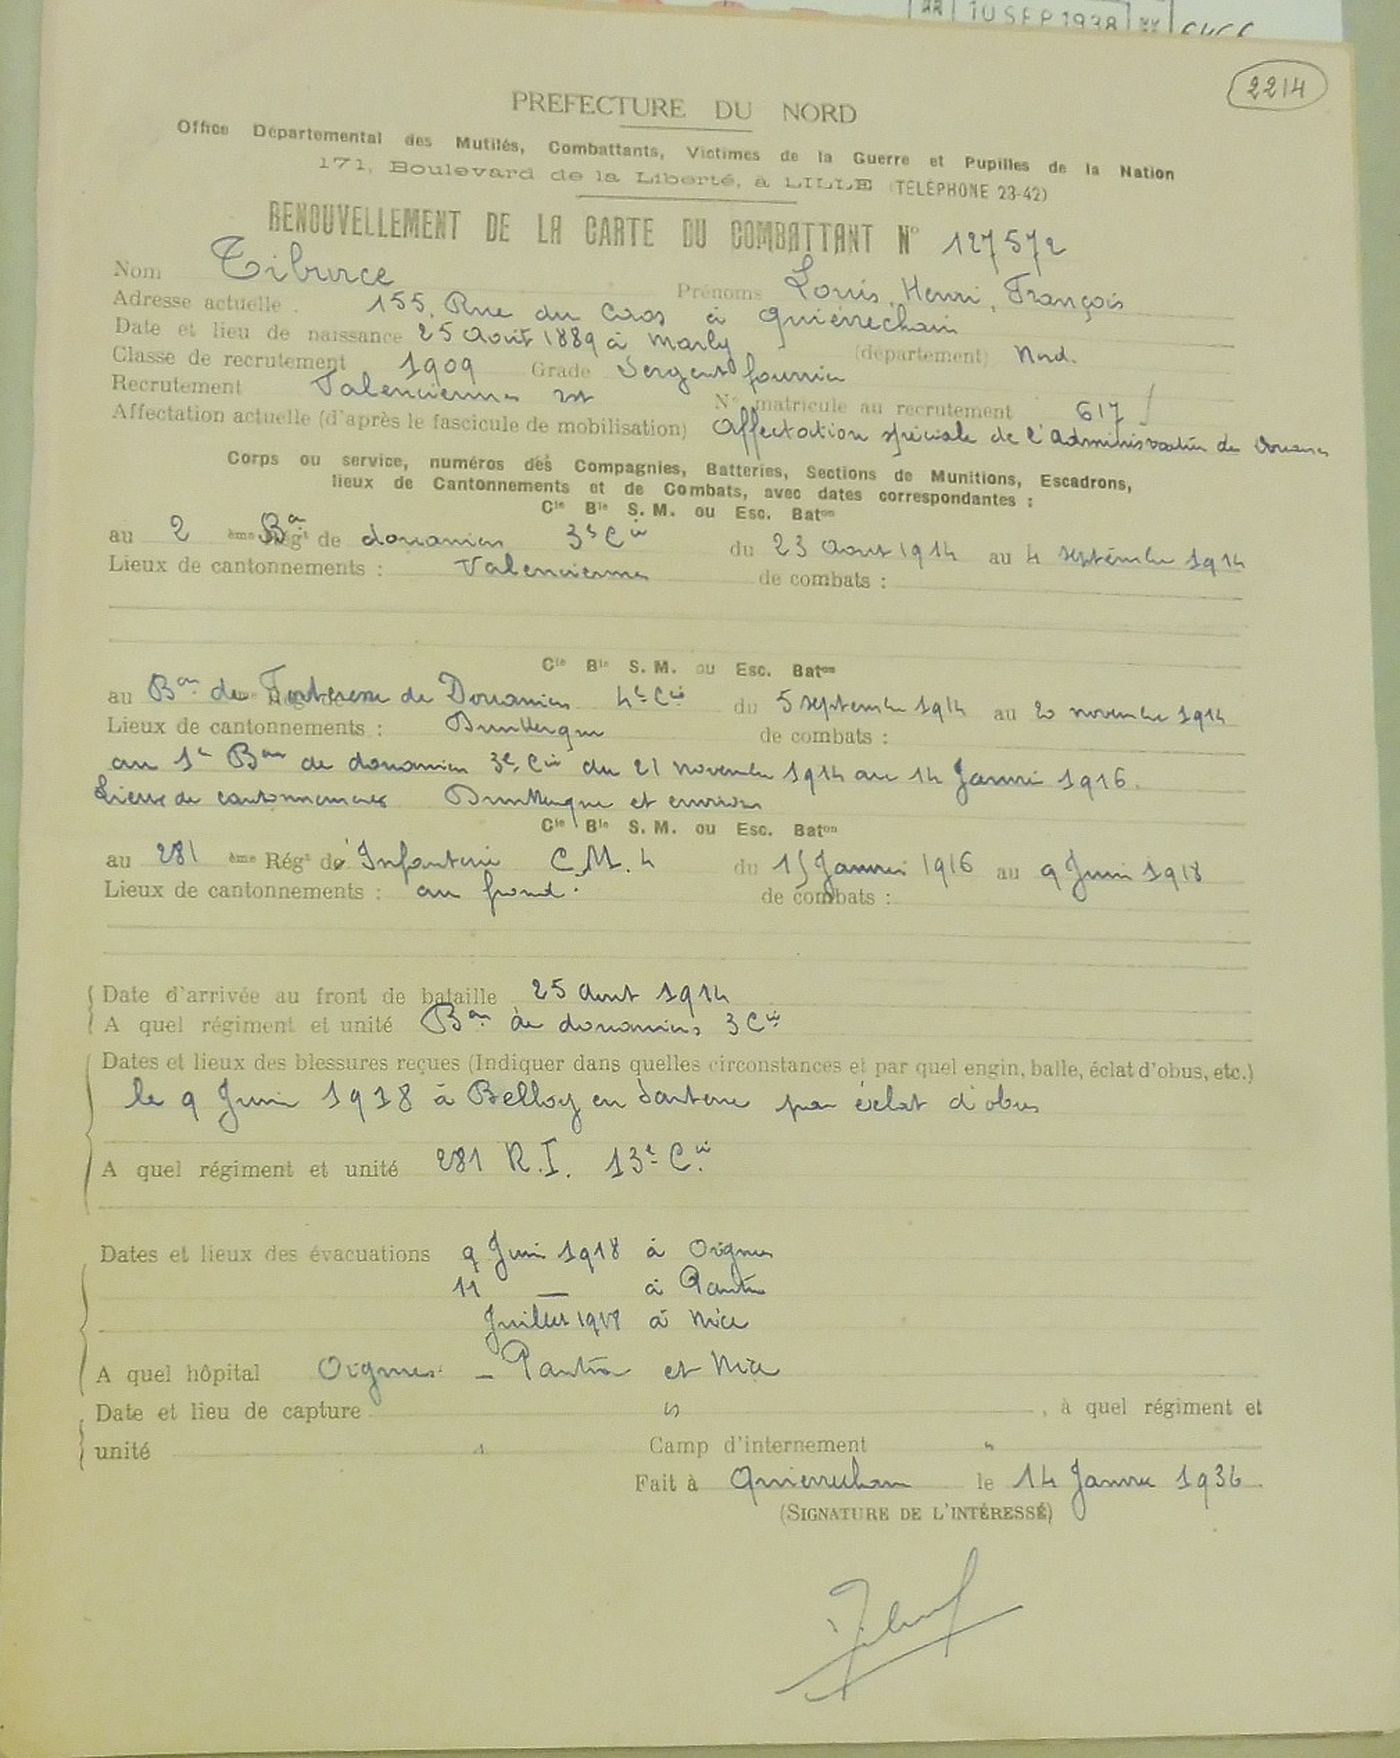 10 SEP 1938
2214
PREFECTURE DU NORD
Office Départemental des Mutilés, Combattants, Victimes de la Guerre et Pupilles de la Nation
171, Boulevard de la Liberté, à LILLE (TÉLÉPHONE 23-42)
RENOUVELLEMENT DE LA CARTE DU COMBATTANT N° 127572
Nom Tiburce Prénoms Louis, Henri, François
Adresse actuelle : 155, Rue du à Quiévrechain
Date et lieu de naissance 25 Août 1889 à Marly (département) Nord.
Classe de recrutement 1909 Grade Sergent fourrier
Recrutement Valenciennes N° matricule au recrutement 617
Affectation actuelle (d'après le fascicule de mobilisation) Affectation spéciale de l'Administration des Douanes
Corps ou service, numéros des Compagnies, Batteries, Sections de Munitions, Escadrons,
lieux de Cantonnements et de Combats, avec dates correspondantes :
Cie Bie S. M. ou Esc. Baton
au 2 ème Bon Régt de douaniers 3e Cie du 23 Août 1914 au 4 septembre 1914
Lieux de cantonnements : Valenciennes de combats :
Cie Bie S. M. ou Esc. Baton
au Bon de Forteresse de Douaniers 4e Cie du 5 septembre 1914 au 20 novembre 1914
Lieux de cantonnements : Dunkerque de combats :
au 1er Bon de douaniers 3e Cie du 21 novembre 1914 au 14 Janvier 1916.
Lieux de cantonnements Dunkerque et environs
Cie Bie S. M. ou Esc. Baton
au 281 ème Régt d'Infanterie C.M. 4 du 15 Janvier 1916 au 9 Juin 1918
Lieux de cantonnements : au front. de combats :
Date d'arrivée au front de bataille 25 Aout 1914
A quel régiment et unité Bon de douaniers 3 Cie
Dates et lieux des blessures reçues (Indiquer dans quelles circonstances et par quel engin, balle, éclat d'obus, etc.)
le 9 Juin 1918 à Belloy en Santerre par éclat d'obus
A quel régiment et unité 281 R.I. 13e Cie
Dates et lieux des évacuations 9 Juin 1918 à Oignes
11 — à Pantin
Juillet 1918 à Nice
A quel hôpital Oignes - Pantin et Nice
Date et lieu de capture " , à quel régiment et
unité " Camp d'internement "
Fait à Quiévrechain le 14 Janvier 1936
(SIGNATURE DE L'INTÉRESSÉ)